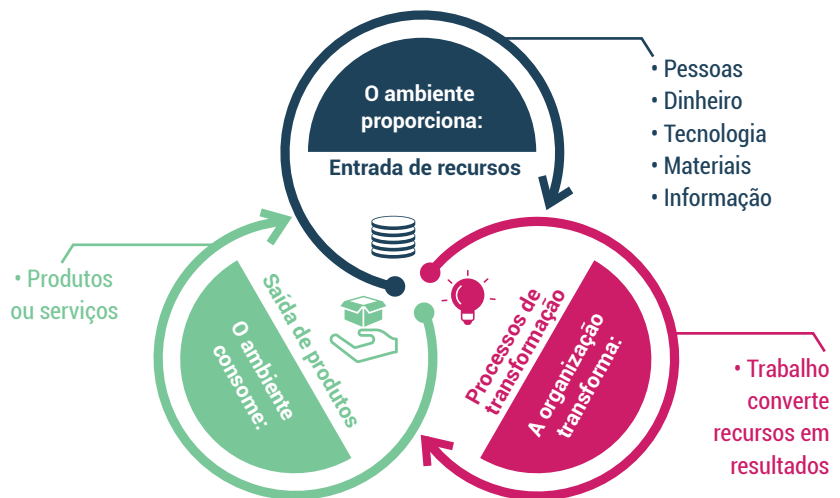 O ambiente
proporciona:
Entrada de recursos
• Pessoas
• Dinheiro
• Tecnologia
• Materiais
• Informação
Processos de
transformação
A organização
transforma:
• Trabalho
converte
recursos em
resultados
Saída de produtos
O ambiente
consome:
• Produtos
ou serviços